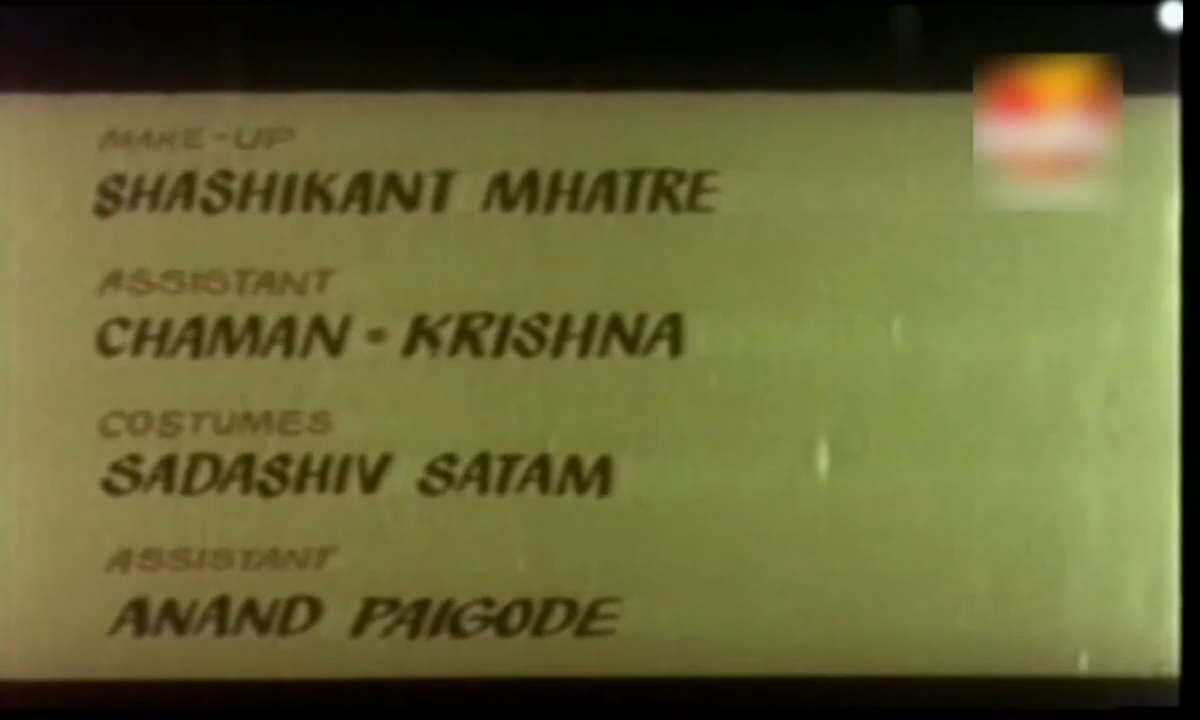 MAKE-UP
SHASHIKANT MHATRE
ASSISTANT
CHAMAN - KRISHNA
COSTUMES
SADASHIV SATAM
ASSISTANT
ANAND PAIGODE